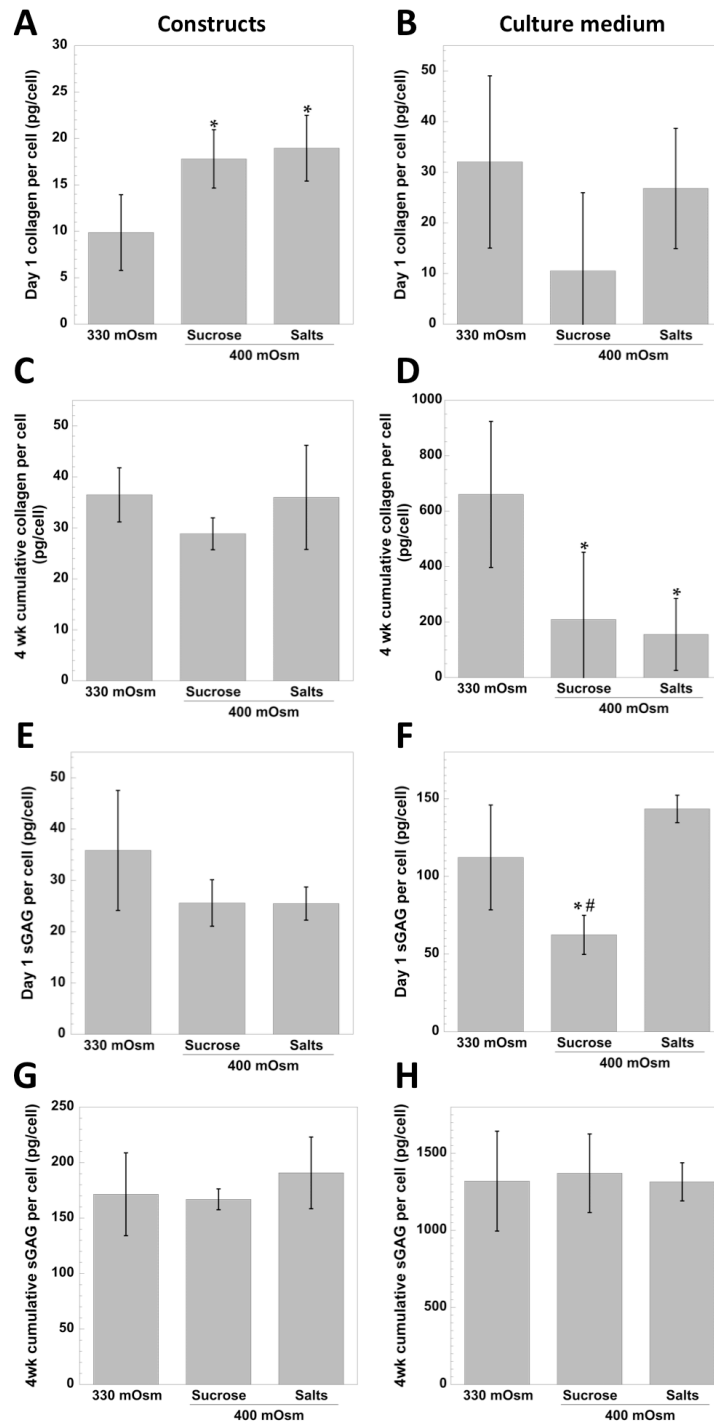 A Constructs
B Culture medium
Day 1 collagen per cell (pg/cell)
30
25
20
15
10
5
0
*
*
330 mOsm Sucrose Salts
400 mOsm
Day 1 collagen per cell (pg/cell)
50
40
30
20
10
0
330 mOsm Sucrose Salts
400 mOsm
C
4 wk cumulative collagen per cell
(pg/cell)
50
40
30
20
10
0
330 mOsm Sucrose Salts
400 mOsm
D
4 wk cumulative collagen per cell
(pg/cell)
1000
800
600
400
200
0
*
*
330 mOsm Sucrose Salts
400 mOsm
E
Day 1 sGAG per cell (pg/cell)
50
40
30
20
10
0
330 mOsm Sucrose Salts
400 mOsm
F
Day 1 sGAG per cell (pg/cell)
150
100
50
0
*#
330 mOsm Sucrose Salts
400 mOsm
G
4wk cumulative sGAG per cell (pg/cell)
250
200
150
100
50
0
330 mOsm Sucrose Salts
400 mOsm
H
4wk cumulative sGAG per cell (pg/cell)
1500
1000
500
0
330 mOsm Sucrose Salts
400 mOsm